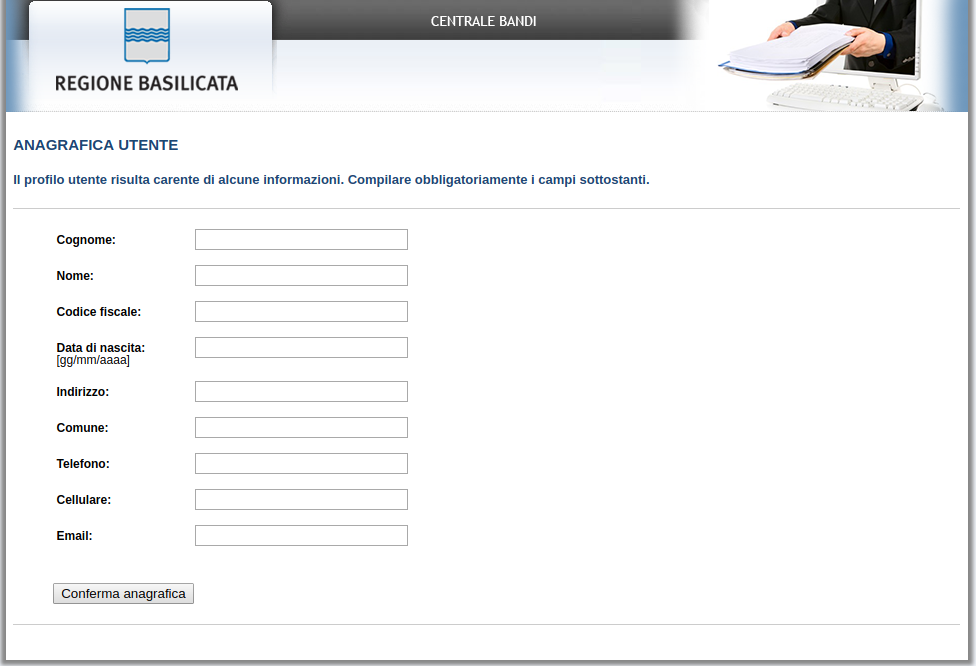 CENTRALE BANDI
REGIONE BASILICATA
ANAGRAFICA UTENTE
Il profilo utente risulta carente di alcune informazioni. Compilare obbligatoriamente i campi sottostanti.
Cognome:
Nome:
Codice fiscale:
Data di nascita:
[gg/mm/aaaa]
Indirizzo:
Comune:
Telefono:
Cellulare:
Email:
Conferma anagrafica